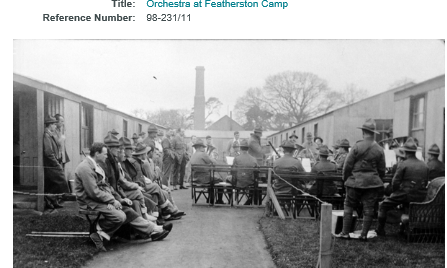 Title: Orchestra at Featherston Camp
Reference Number: 98-231/11